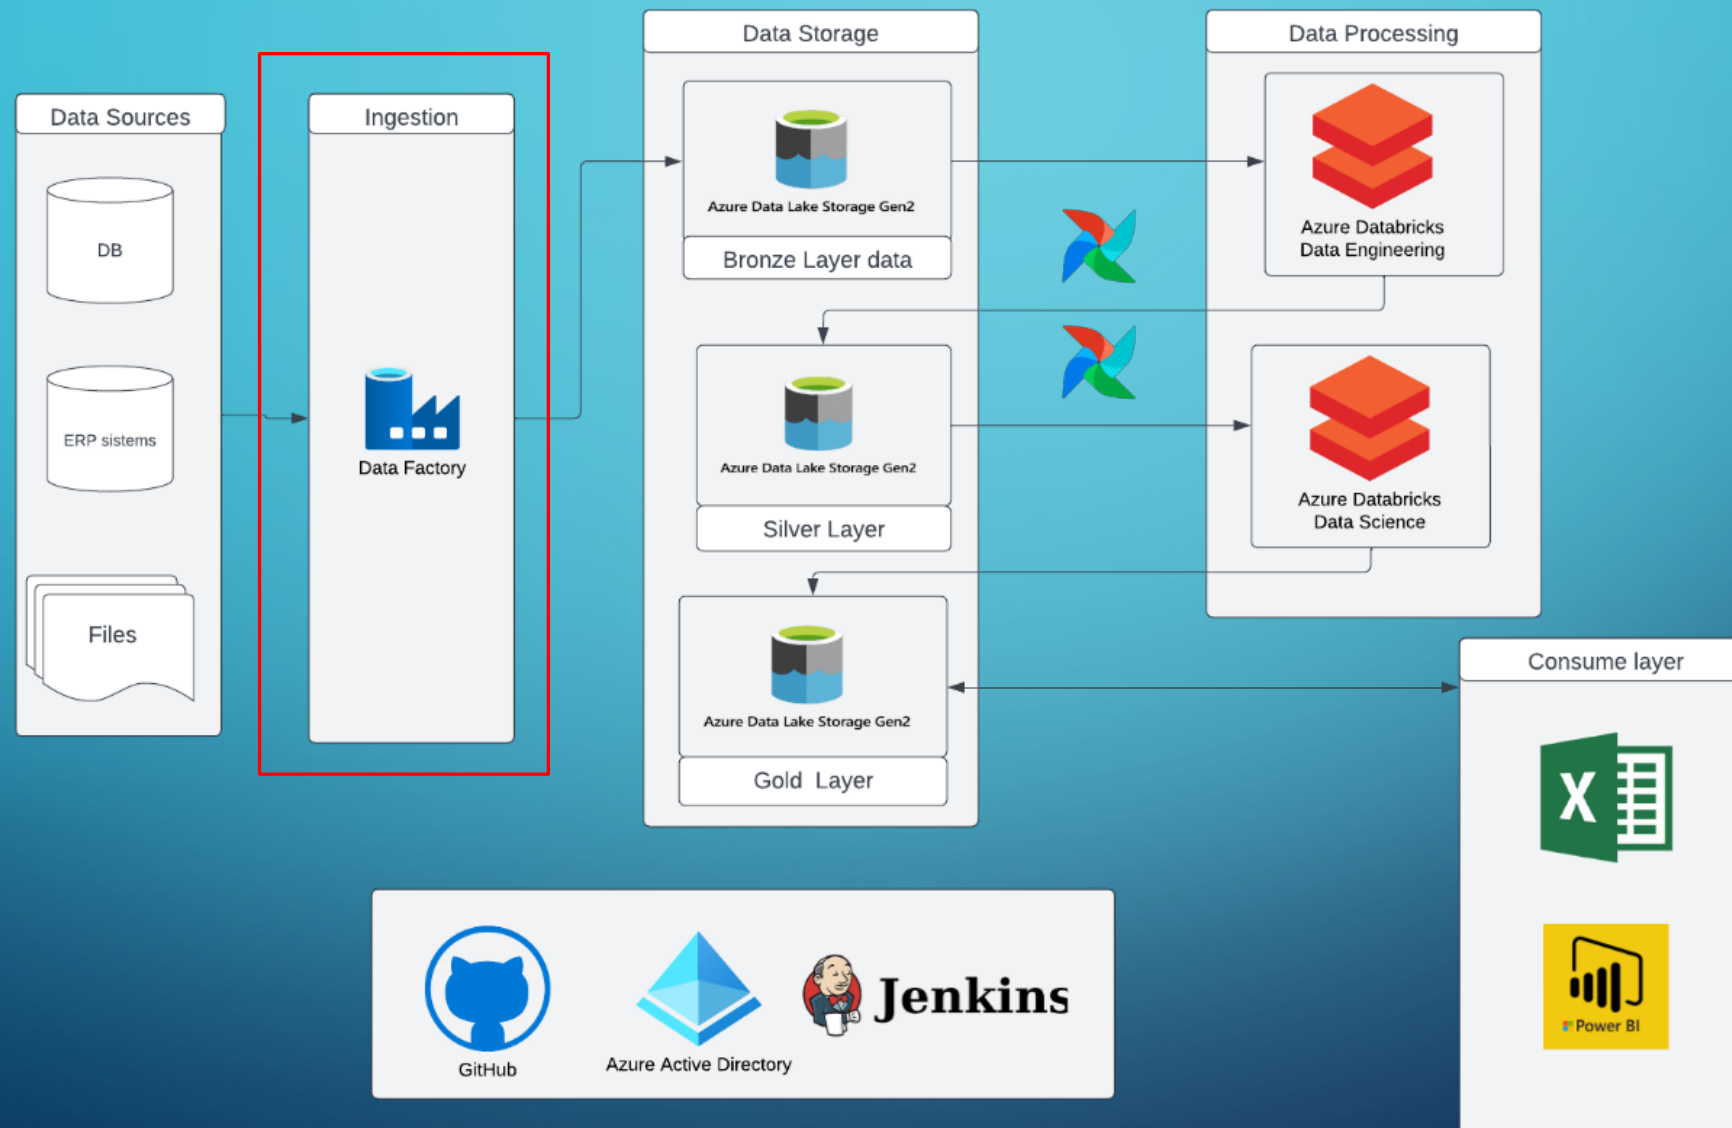 Data Sources
DB
ERP sistems
Files
Ingestion
Data Factory
Data Storage
Azure Data Lake Storage Gen2
Bronze Layer data
Azure Data Lake Storage Gen2
Silver Layer
Azure Data Lake Storage Gen2
Gold Layer
Data Processing
Azure Databricks
Data Engineering
Azure Databricks
Data Science
Consume layer
X
Power BI
GitHub
Azure Active Directory
Jenkins